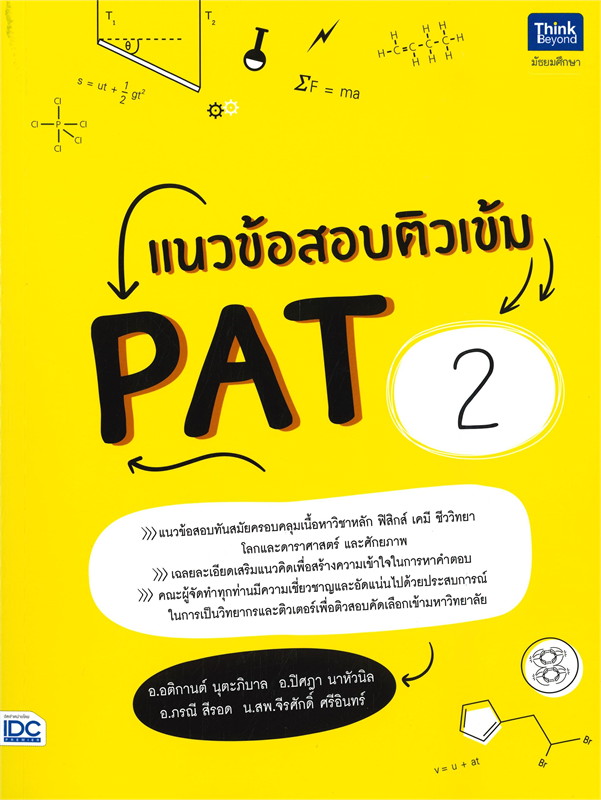 T₁
T₂
θ
s = ut + 1/2 gt²
ΣF = ma
H H H H
H-C=C-C-C-H
H H
Think
Beyond
มัธยมศึกษา
Cl
Cl P Cl
Cl
Cl
แนวข้อสอบติวเข้ม
PAT 2
แนวข้อสอบทันสมัยครอบคลุมเนื้อหาวิชาหลัก ฟิสิกส์ เคมี ชีววิทยา
โลกและดาราศาสตร์ และศักยภาพ
เฉลยละเอียดเสริมแนวคิดเพื่อสร้างความเข้าใจในการหาคำตอบ
คณะผู้จัดทำทุกท่านมีความเชี่ยวชาญและอัดแน่นไปด้วยประสบการณ์
ในการเป็นวิทยากรและติวเตอร์เพื่อติวสอบคัดเลือกเข้ามหาวิทยาลัย
อ.อติกานต์ นุตะภิบาล อ.ปิศฎา นาหัวนิล
อ.ภรณี สีรอด น.สพ.จีรศักดิ์ ศรีอินทร์
จัดจำหน่ายโดย
IDC
PREMIER
Br
Br
v = u + at